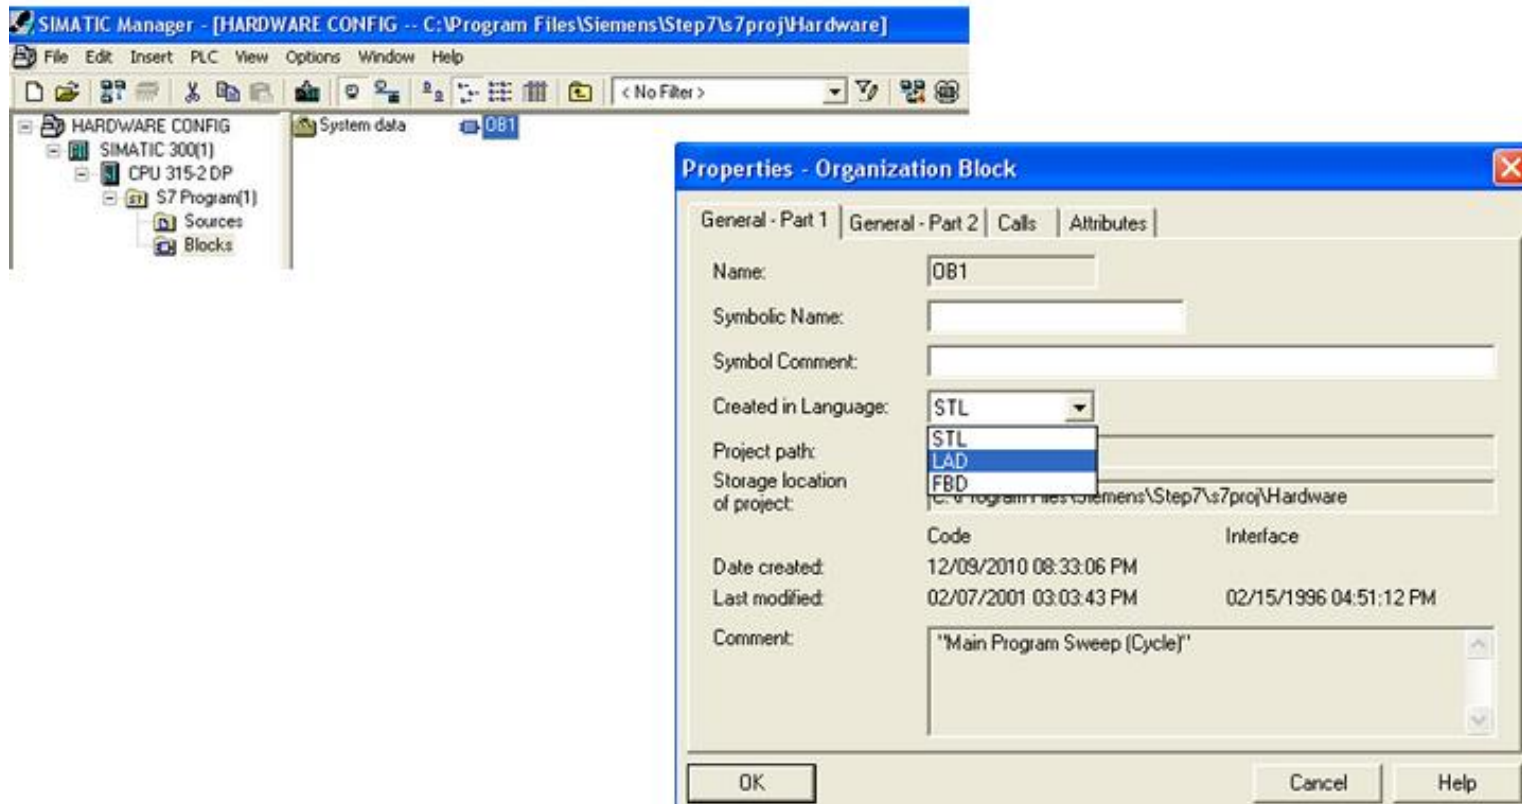 SIMATIC Manager - [HARDWARE CONFIG -- C:\Program Files\Siemens\Step7\s7proj\Hardware]
File Edit Insert PLC View Options Window Help
< No Filter >
HARDWARE CONFIG
SIMATIC 300(1)
CPU 315-2 DP
S7 Program(1)
Sources
Blocks
System data OB1
Properties - Organization Block
General - Part 1 General - Part 2 Calls Attributes
Name: OB1
Symbolic Name:
Symbol Comment:
Created in Language: STL
STL
LAD
FBD
Project path:
Storage location
of project: C:\Program Files\Siemens\Step7\s7proj\Hardware
Code Interface
Date created: 12/09/2010 08:33:06 PM
Last modified: 02/07/2001 03:03:43 PM 02/15/1996 04:51:12 PM
Comment: "Main Program Sweep (Cycle)"
OK Cancel Help